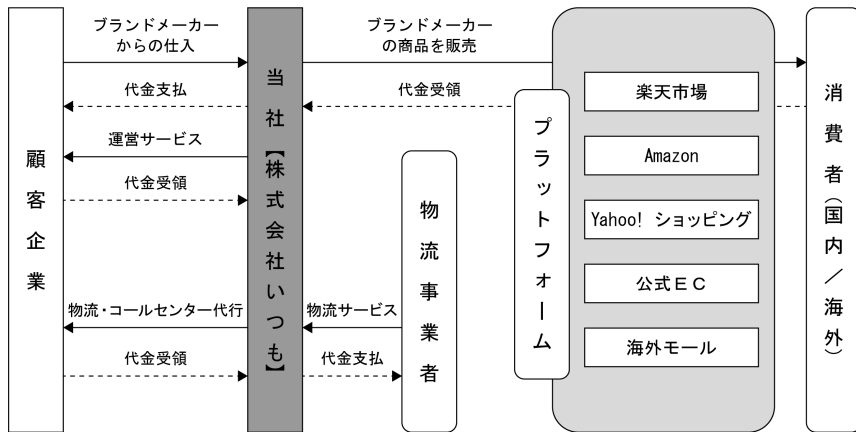 ブランドメーカー
からの仕入
代金支払
運営サービス
代金受領
物流・コールセンター代行
代金受領
顧客企業
当社【株式会社いつも】
ブランドメーカー
の商品を販売
代金受領
物流サービス
代金支払
物流事業者
プラットフォーム
楽天市場
Amazon
Yahoo! ショッピング
公式EC
海外モール
消費者(国内/海外)